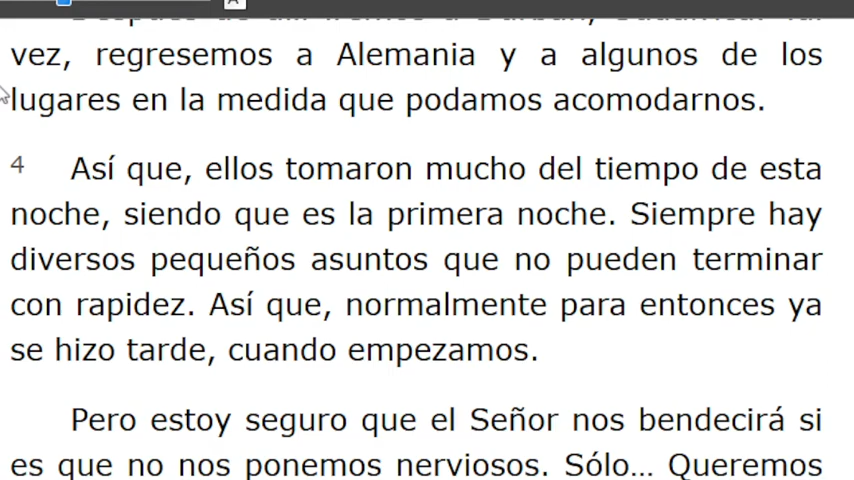 vez, regresemos a Alemania y a algunos de los
lugares en la medida que podamos acomodarnos.
4 Así que, ellos tomaron mucho del tiempo de esta
noche, siendo que es la primera noche. Siempre hay
diversos pequeños asuntos que no pueden terminar
con rapidez. Así que, normalmente para entonces ya
se hizo tarde, cuando empezamos.
Pero estoy seguro que el Señor nos bendecirá si
es que no nos ponemos nerviosos. Sólo... Queremos